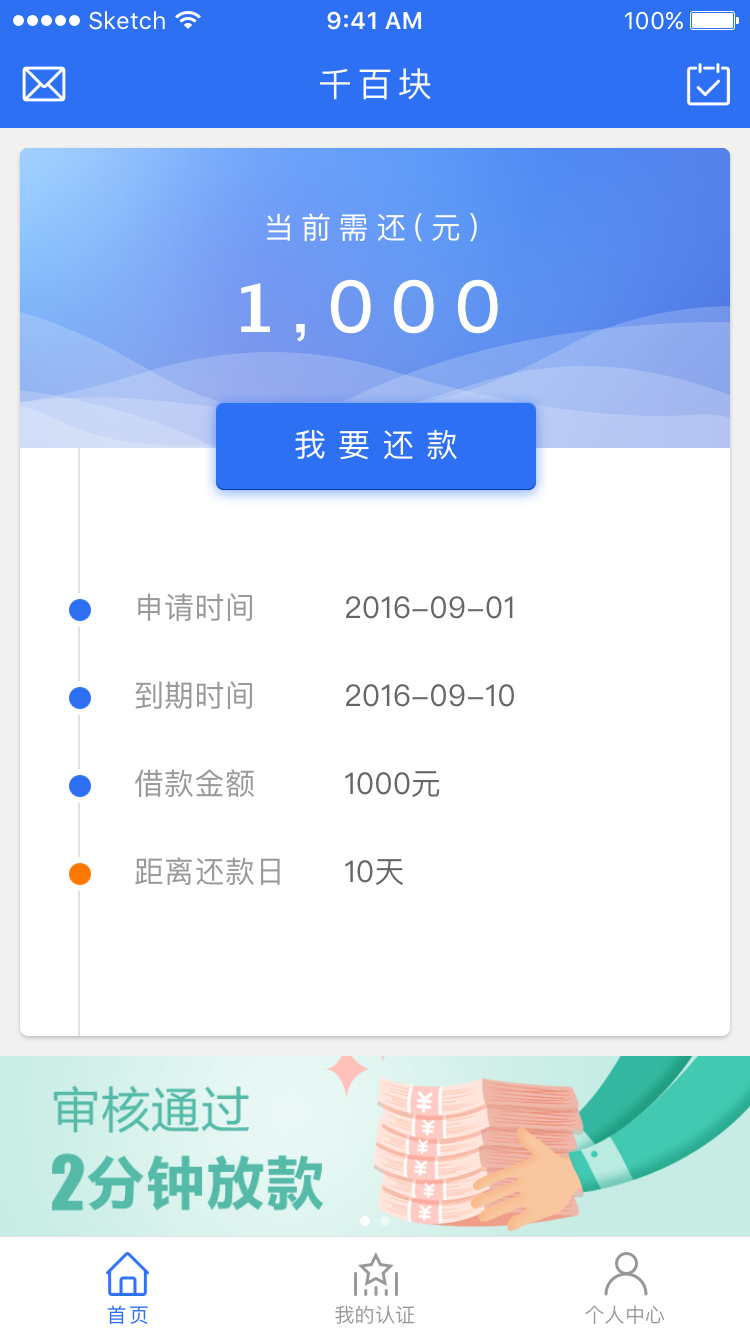 Sketch 9:41 AM 100%
千百块
当前需还(元)
1,000
我要还款
申请时间 2016-09-01
到期时间 2016-09-10
借款金额 1000元
距离还款日 10天
审核通过
2分钟放款
¥
¥
¥
¥
¥
¥
首页 我的认证 个人中心